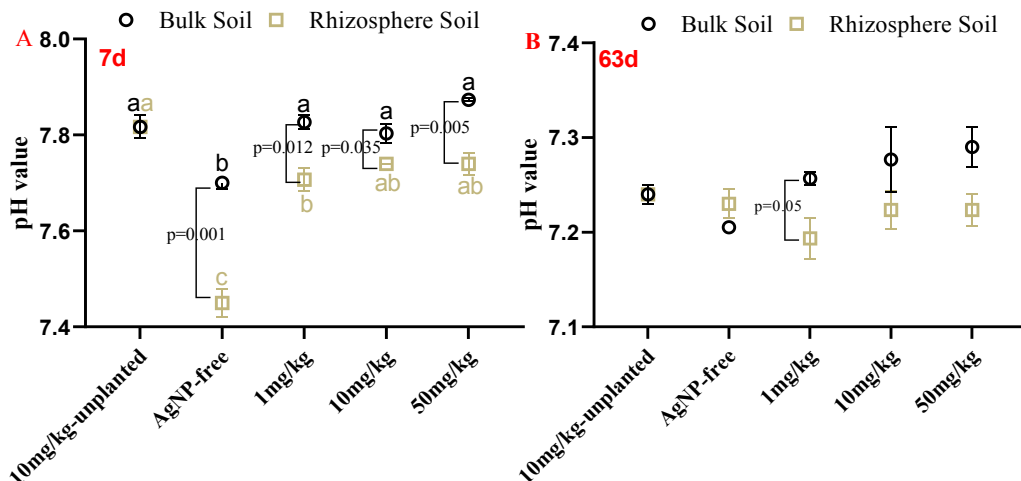 A
Bulk Soil
Rhizosphere Soil
7d
pH value
8.0
7.8
7.6
7.4
a
a
b
c
p=0.001
a
b
p=0.012
a
ab
p=0.035
a
ab
p=0.005
10mg/kg-unplanted
AgNP-free
1mg/kg
10mg/kg
50mg/kg
B
Bulk Soil
Rhizosphere Soil
63d
pH value
7.4
7.3
7.2
7.1
p=0.05
10mg/kg-unplanted
AgNP-free
1mg/kg
10mg/kg
50mg/kg